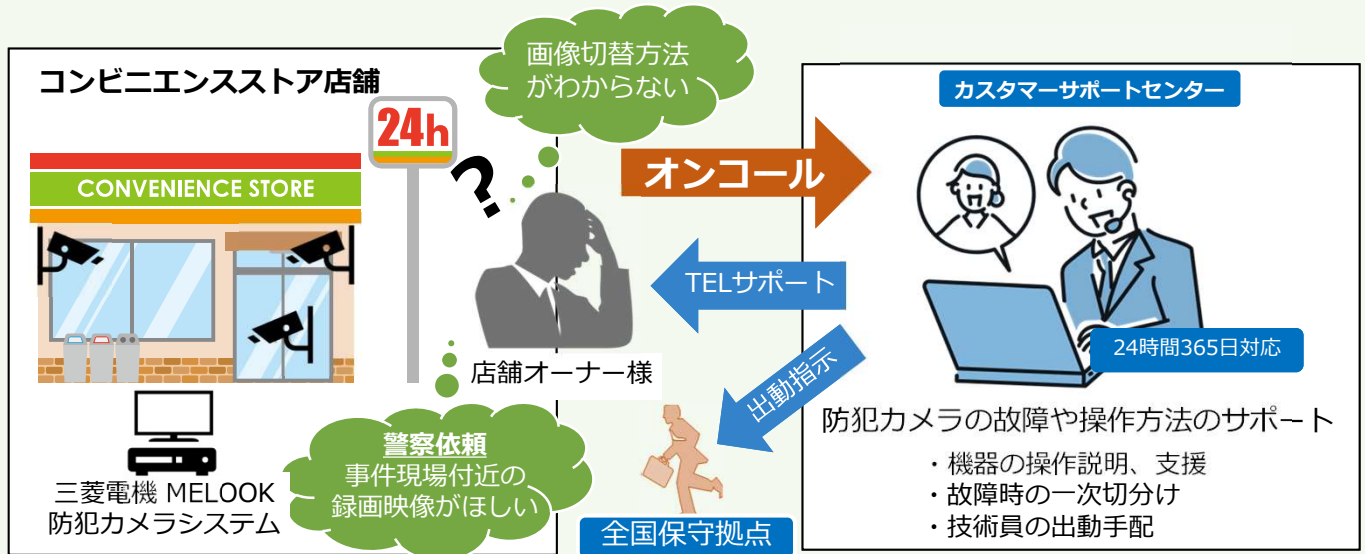 コンビニエンスストア店舗
24h
CONVENIENCE STORE
三菱電機 MELOOK
防犯カメラシステム
画像切替方法
がわからない
?
店舗オーナー様
警察依頼
事件現場付近の
録画映像がほしい
オンコール
TELサポート
出動指示
全国保守拠点
カスタマーサポートセンター
24時間365日対応
防犯カメラの故障や操作方法のサポート
・機器の操作説明、支援
・故障時の一次切分け
・技術員の出動手配